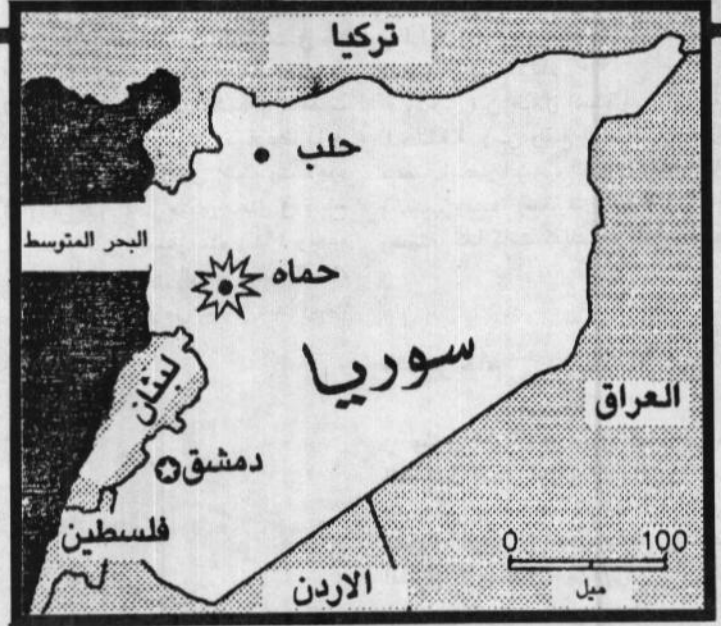 تركيا
حلب
البحر المتوسط
حماه
سوريا
لبنان
العراق
دمشق
فلسطين
0 100
ميل
الاردن